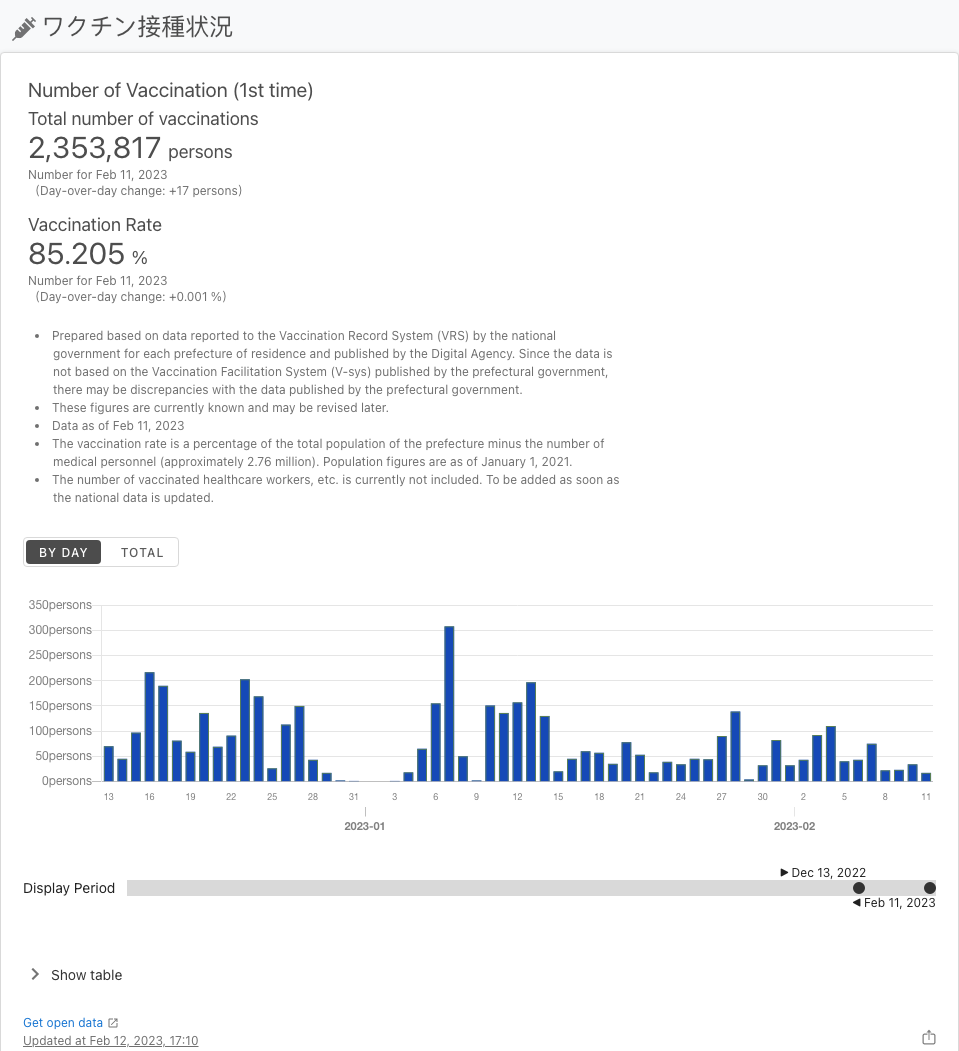 ワクチン接種状況
Number of Vaccination (1st time)
Total number of vaccinations
2,353,817 persons
Number for Feb 11, 2023
(Day-over-day change: +17 persons)
Vaccination Rate
85.205 %
Number for Feb 11, 2023
(Day-over-day change: +0.001 %)
• Prepared based on data reported to the Vaccination Record System (VRS) by the national
government for each prefecture of residence and published by the Digital Agency. Since the data is
not based on the Vaccination Facilitation System (V-sys) published by the prefectural government,
there may be discrepancies with the data published by the prefectural government.
• These figures are currently known and may be revised later.
• Data as of Feb 11, 2023
• The vaccination rate is a percentage of the total population of the prefecture minus the number of
medical personnel (approximately 2.76 million). Population figures are as of January 1, 2021.
• The number of vaccinated healthcare workers, etc. is currently not included. To be added as soon as
the national data is updated.
BY DAY TOTAL
350persons
300persons
250persons
200persons
150persons
100persons
50persons
0persons
13 16 19 22 25 28 31 3 6 9 12 15 18 21 24 27 30 2 5 8 11
2023-01 2023-02
Dec 13, 2022
Display Period
Feb 11, 2023
Show table
Get open data
Updated at Feb 12, 2023, 17:10